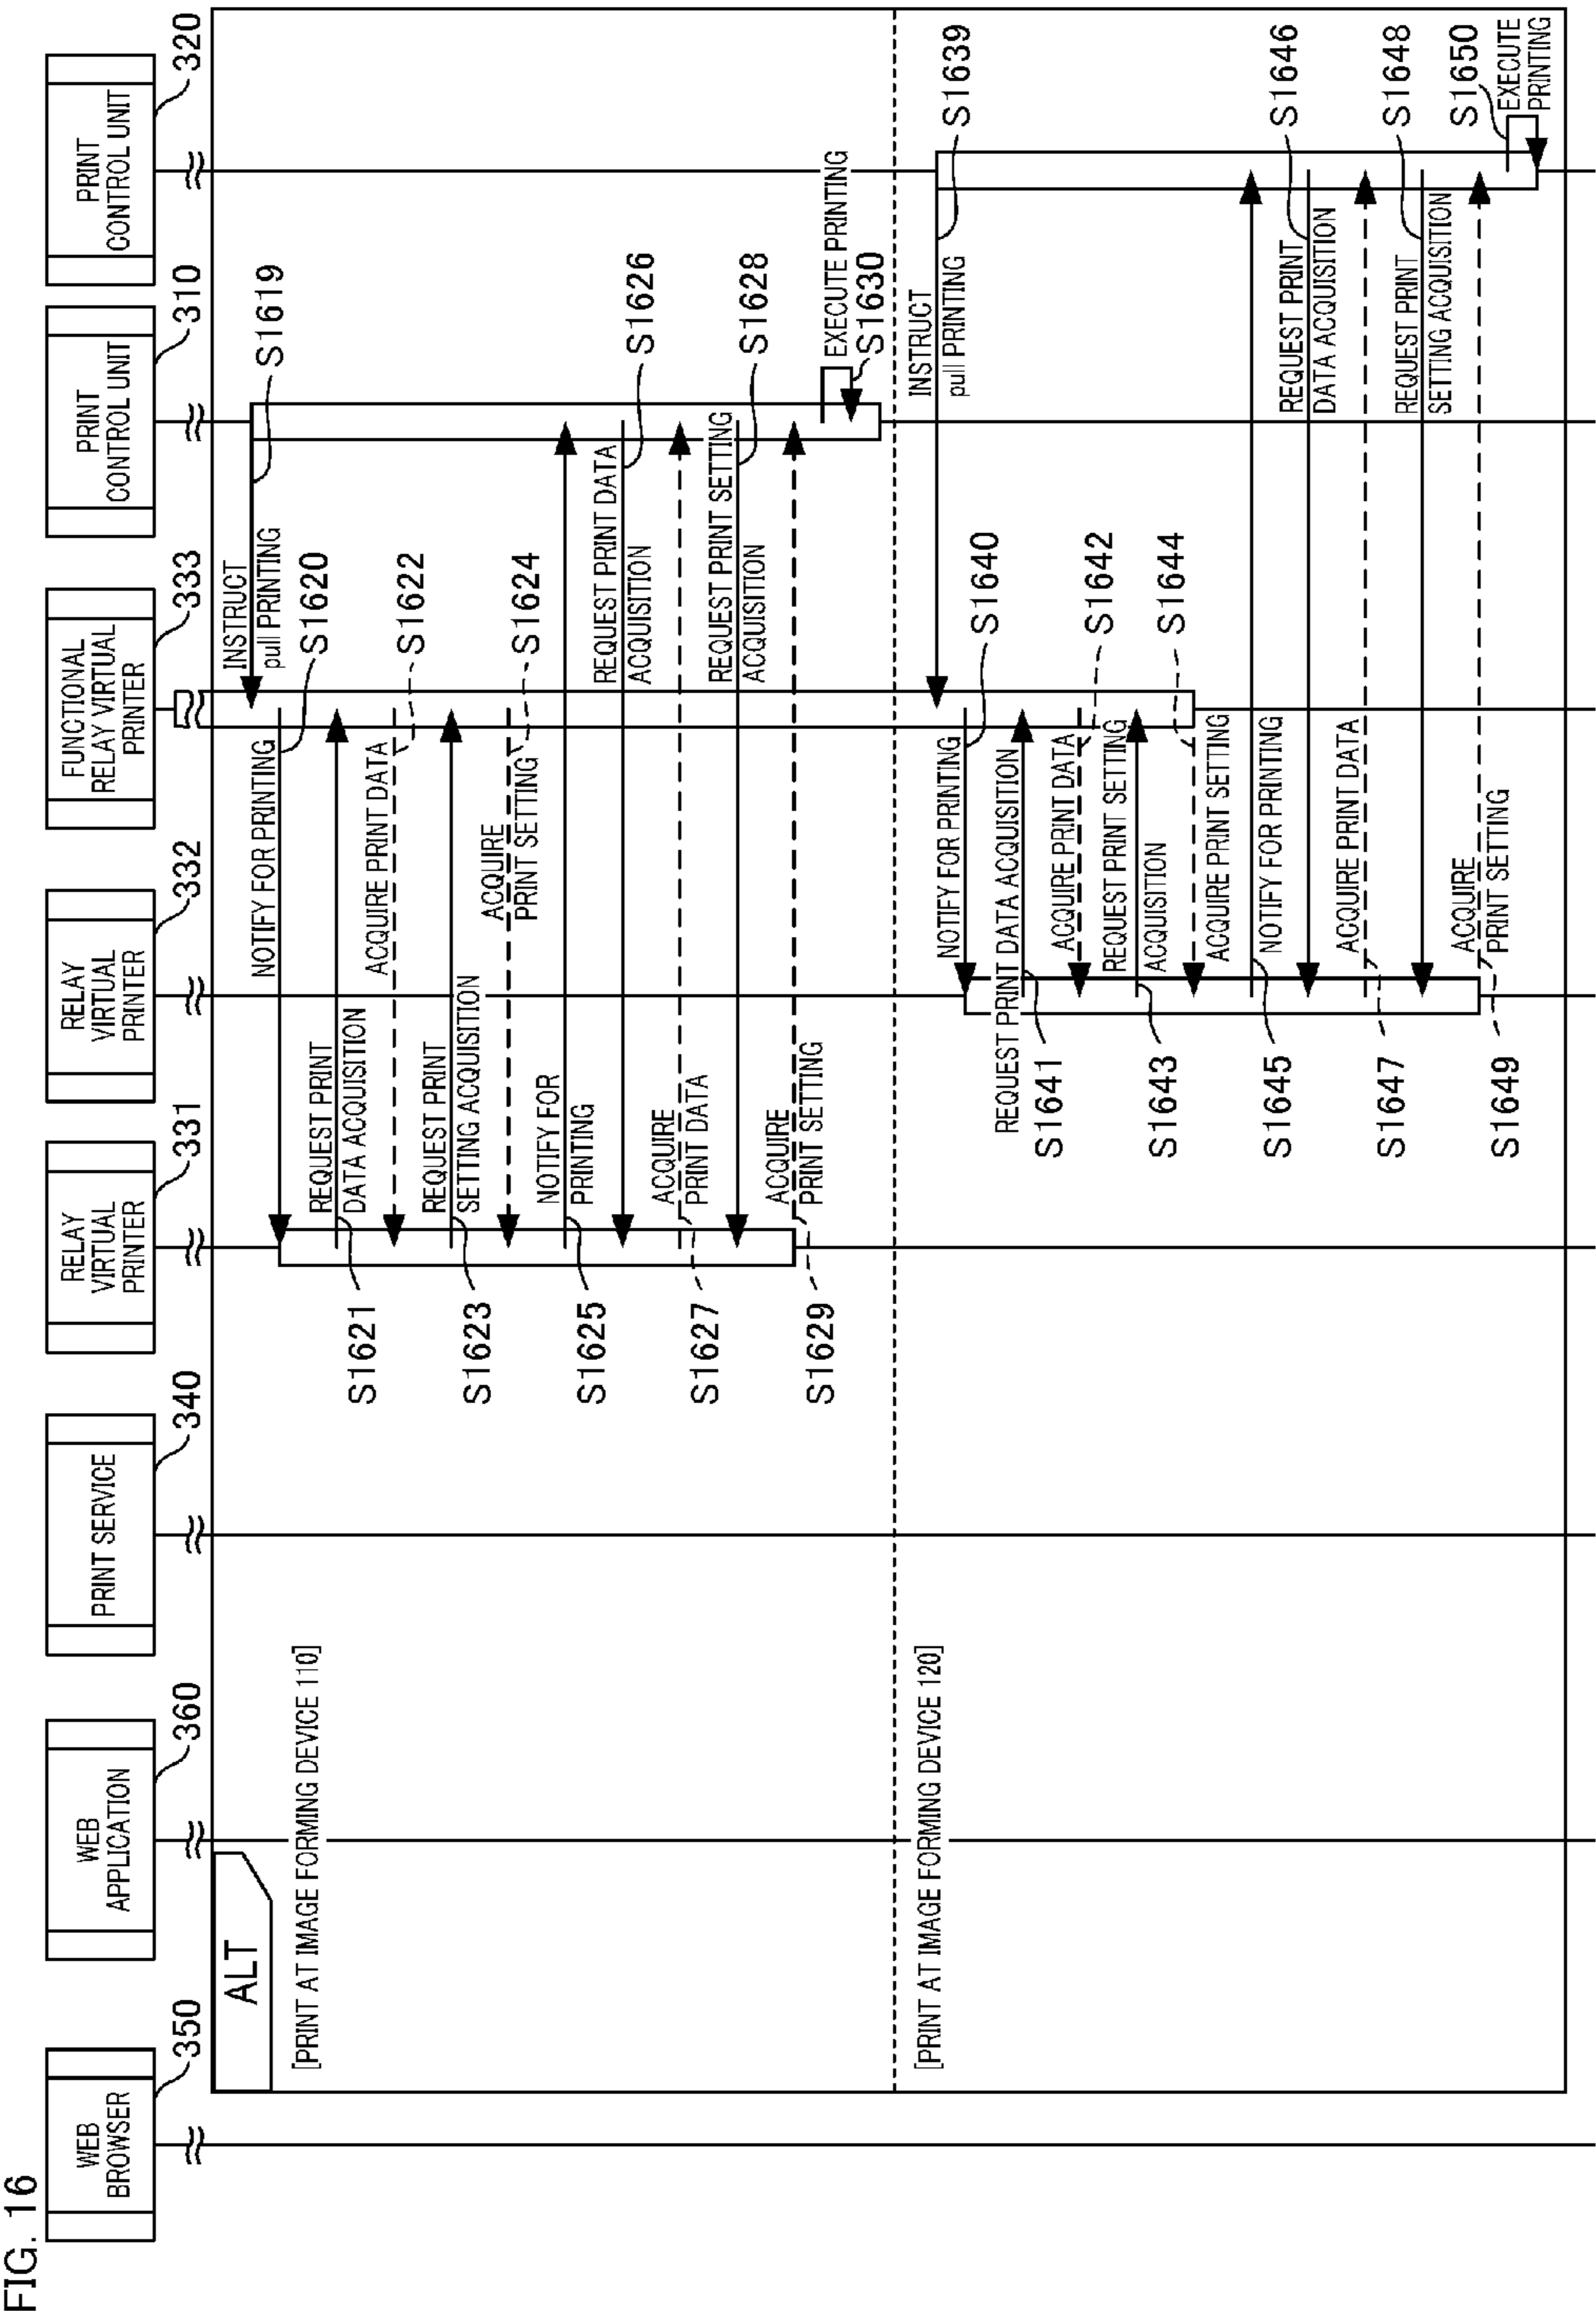 FIG. 16
WEB
BROWSER
350
WEB
APPLICATION
360
PRINT SERVICE
340
RELAY
VIRTUAL
PRINTER
331
RELAY
VIRTUAL
PRINTER
332
FUNCTIONAL
RELAY VIRTUAL
PRINTER
333
PRINT
CONTROL UNIT
310
PRINT
CONTROL UNIT
320
ALT
[PRINT AT IMAGE FORMING DEVICE 110]
INSTRUCT
pull PRINTING
S1619
NOTIFY FOR PRINTING
S1620
REQUEST PRINT
DATA ACQUISITION
S1621
ACQUIRE PRINT DATA
S1622
REQUEST PRINT
SETTING ACQUISITION
S1623
ACQUIRE
PRINT SETTING
S1624
NOTIFY FOR
PRINTING
S1625
REQUEST PRINT DATA
ACQUISITION
S1626
ACQUIRE
PRINT DATA
S1627
REQUEST PRINT SETTING
ACQUISITION
S1628
ACQUIRE
PRINT SETTING
S1629
EXECUTE PRINTING
S1630
[PRINT AT IMAGE FORMING DEVICE 120]
INSTRUCT
pull PRINTING
S1639
NOTIFY FOR PRINTING
S1640
REQUEST PRINT DATA ACQUISITION
S1641
ACQUIRE PRINT DATA
S1642
REQUEST PRINT SETTING
ACQUISITION
S1643
ACQUIRE PRINT SETTING
S1644
NOTIFY FOR PRINTING
S1645
REQUEST PRINT
DATA ACQUISITION
S1646
ACQUIRE PRINT DATA
S1647
REQUEST PRINT
SETTING ACQUISITION
S1648
ACQUIRE
PRINT SETTING
S1649
S1650
EXECUTE
PRINTING